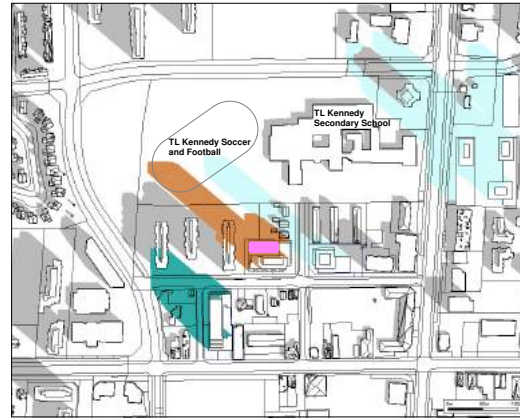 TL Kennedy
Secondary School
TL Kennedy Soccer
and Football